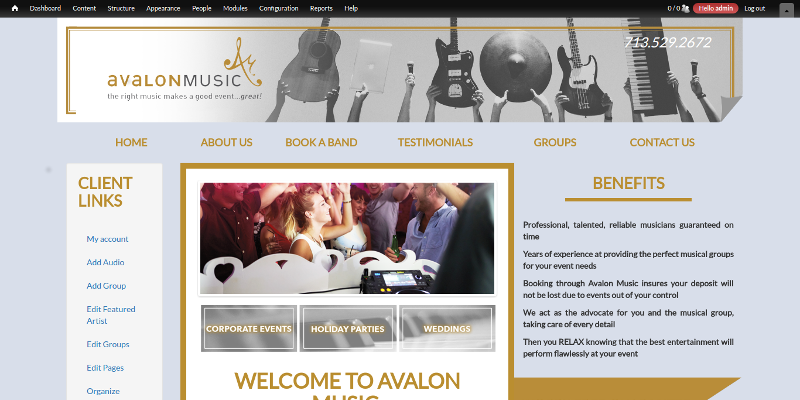 Dashboard Content Structure Appearance People Modules Configuration Reports Help 0 / 0 Hello admin Log out
713.529.2672
avaLONMUSIC
the right music makes a good event...great!
HOME ABOUT US BOOK A BAND TESTIMONIALS GROUPS CONTACT US
CLIENT
LINKS
My account
Add Audio
Add Group
Edit Featured
Artist
Edit Groups
Edit Pages
Organize
CORPORATE EVENTS HOLIDAY PARTIES WEDDINGS
WELCOME TO AVALON
MUSIC
BENEFITS
Professional, talented, reliable musicians guaranteed on
time
Years of experience at providing the perfect musical groups
for your event needs
Booking through Avalon Music insures your deposit will
not be lost due to events out of your control
We act as the advocate for you and the musical group,
taking care of every detail
Then you RELAX knowing that the best entertainment will
perform flawlessly at your event